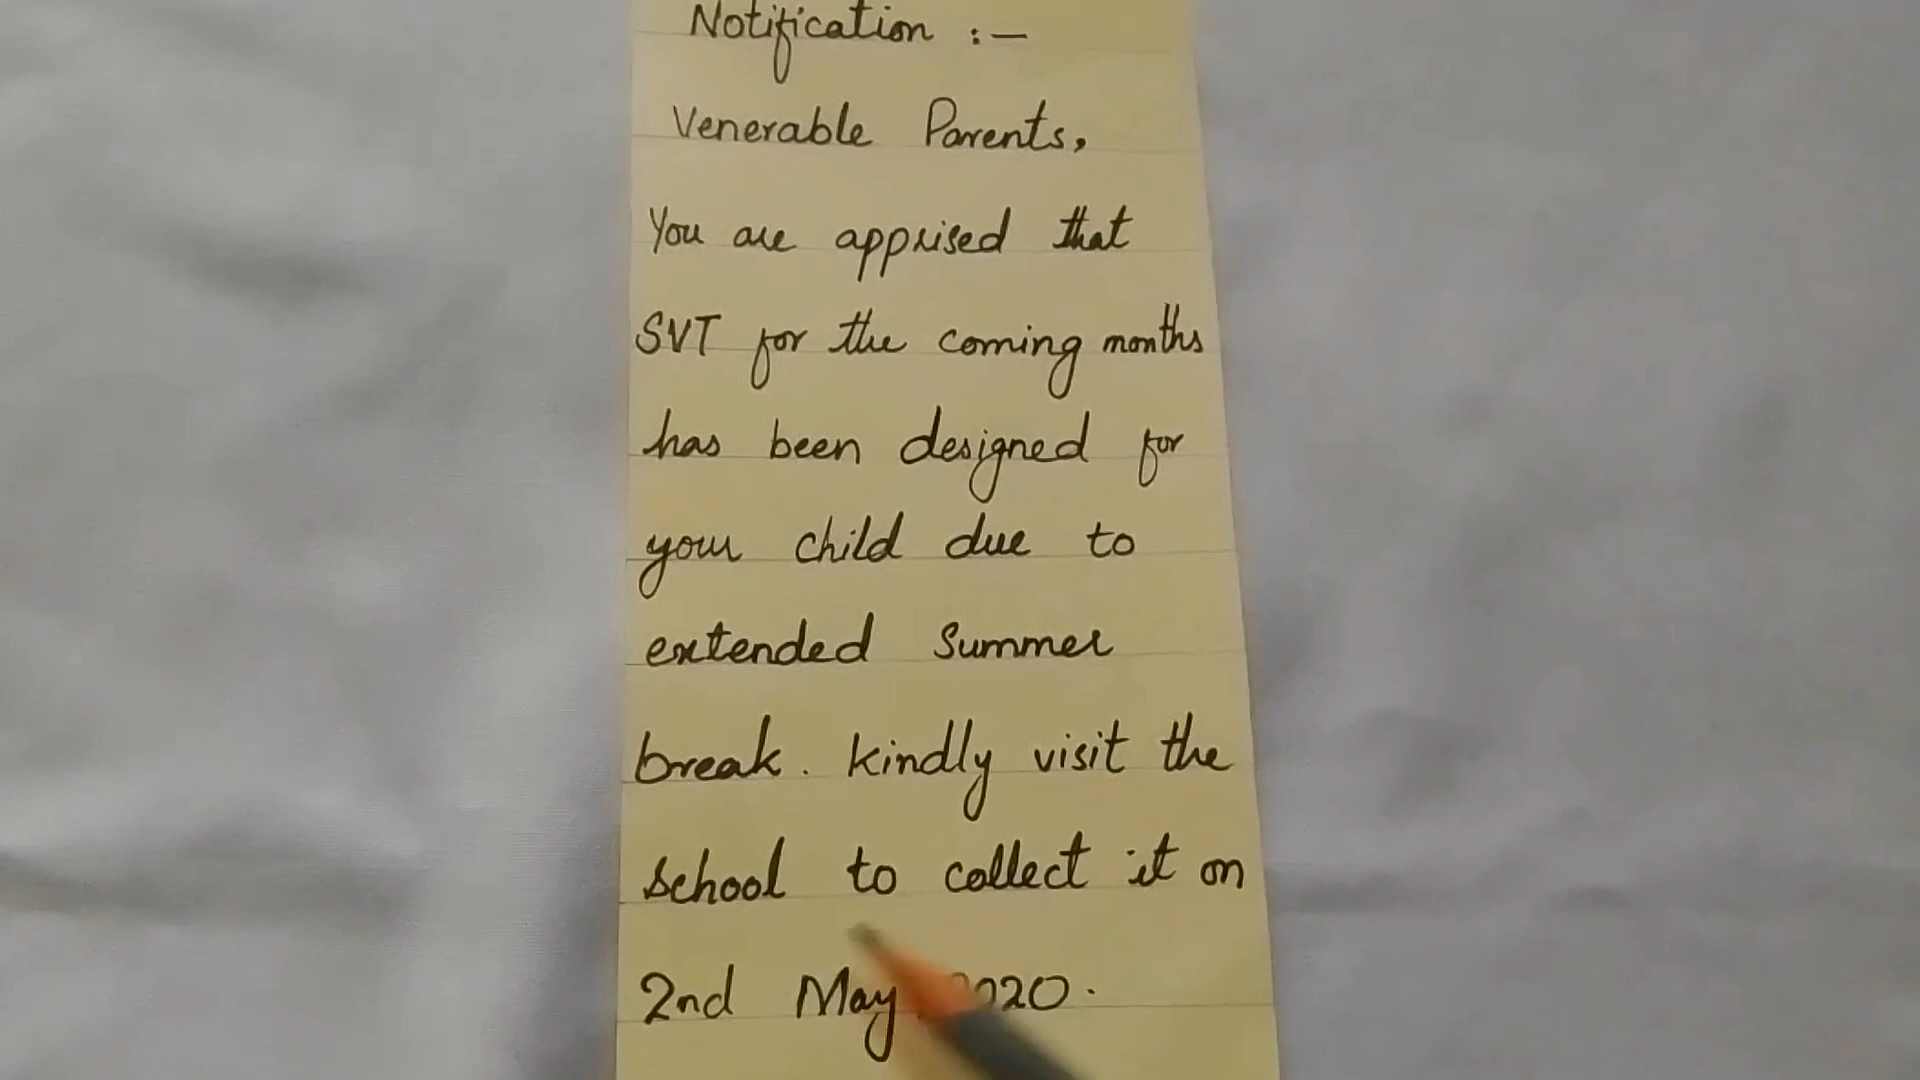 Notification :—
Venerable Parents,
You are apprised that
SVT for the coming months
has been designed for
your child due to
extended Summer
break. Kindly visit the
school to collect it on
2nd May 2020.